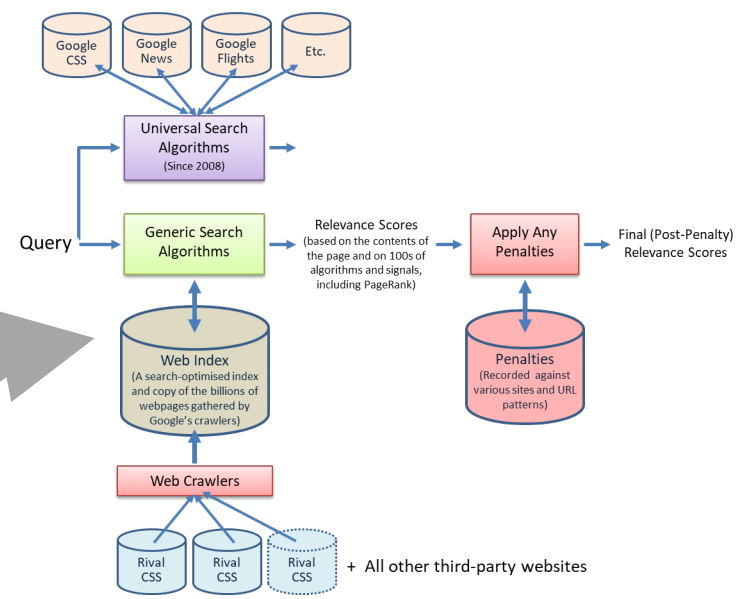 Google
CSS
Google
News
Google
Flights
Etc.
Universal Search
Algorithms
(Since 2008)
Query
Generic Search
Algorithms
Relevance Scores
(based on the contents of
the page and on 100s of
algorithms and signals,
including PageRank)
Apply Any
Penalties
Final (Post-Penalty)
Relevance Scores
Web Index
(A search-optimised index
and copy of the billions of
webpages gathered by
Google's crawlers)
Penalties
(Recorded against
various sites and URL
patterns)
Web Crawlers
Rival
CSS
Rival
CSS
Rival
CSS
+ All other third-party websites